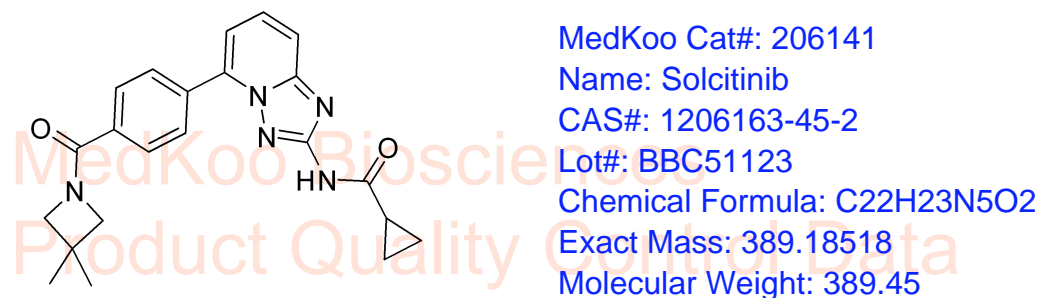 MedKoo Cat#: 206141
Name: Solcitinib
CAS#: 1206163-45-2
Lot#: BBC51123
Chemical Formula: C22H23N5O2
Exact Mass: 389.18518
Molecular Weight: 389.45
MedKoo Biosciences
Product Quality Control Data
O
N
N
N
N
HN
O